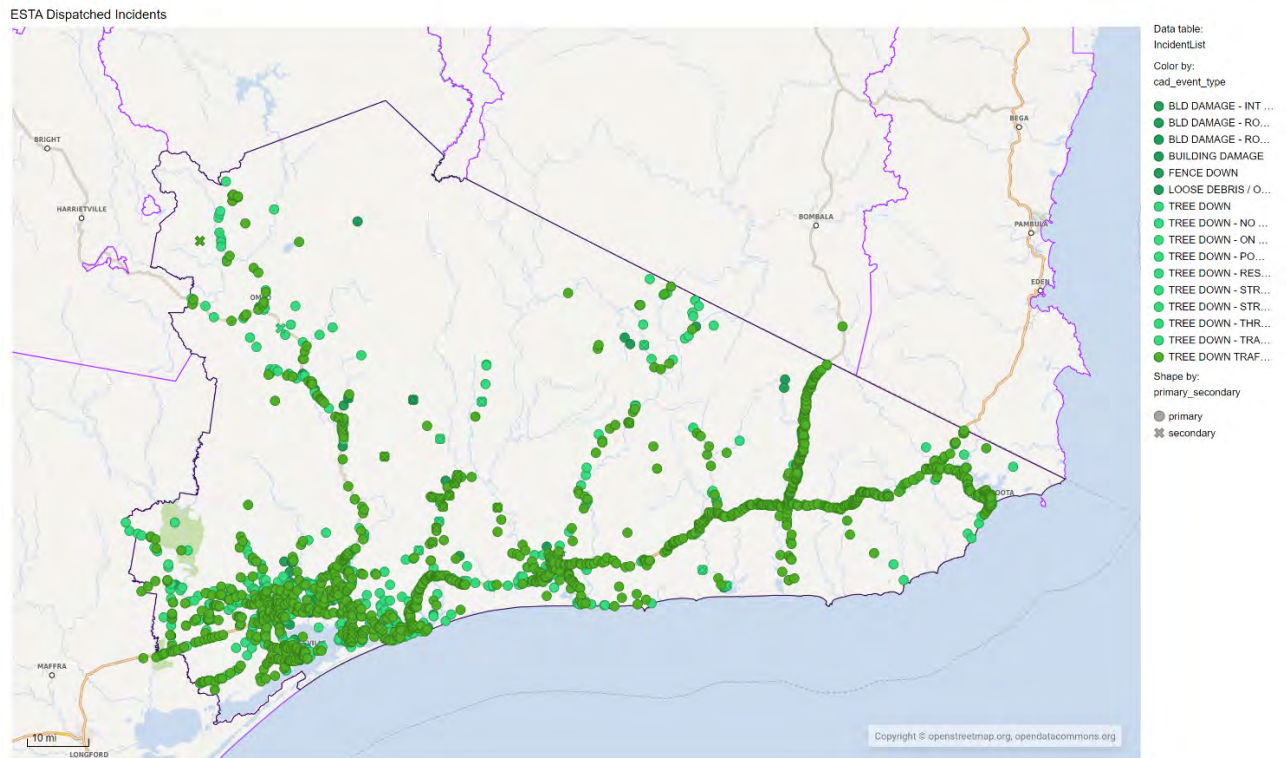 ESTA Dispatched Incidents
Data table:
IncidentList
Color by:
cad_event_type
BLD DAMAGE - INT ...
BLD DAMAGE - RO...
BLD DAMAGE - RO...
BUILDING DAMAGE
FENCE DOWN
LOOSE DEBRIS / O...
TREE DOWN
TREE DOWN - NO ...
TREE DOWN - ON ...
TREE DOWN - PO...
TREE DOWN - RES...
TREE DOWN - STR...
TREE DOWN - STR...
TREE DOWN - THR...
TREE DOWN - TRA...
TREE DOWN TRAF...
Shape by:
primary_secondary
primary
secondary
BEGA
BRIGHT
HARRIETVILLE
BOMBALA
PAMBULA
EDEN
MAFFRA
10 mi
LONGFORD
Copyright © openstreetmap.org, opendatacommons.org